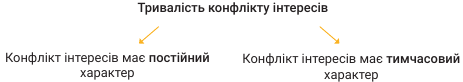 Тривалість конфлікту інтересів
Конфлікт інтересів має постійний
характер
Конфлікт інтересів має тимчасовий
характер